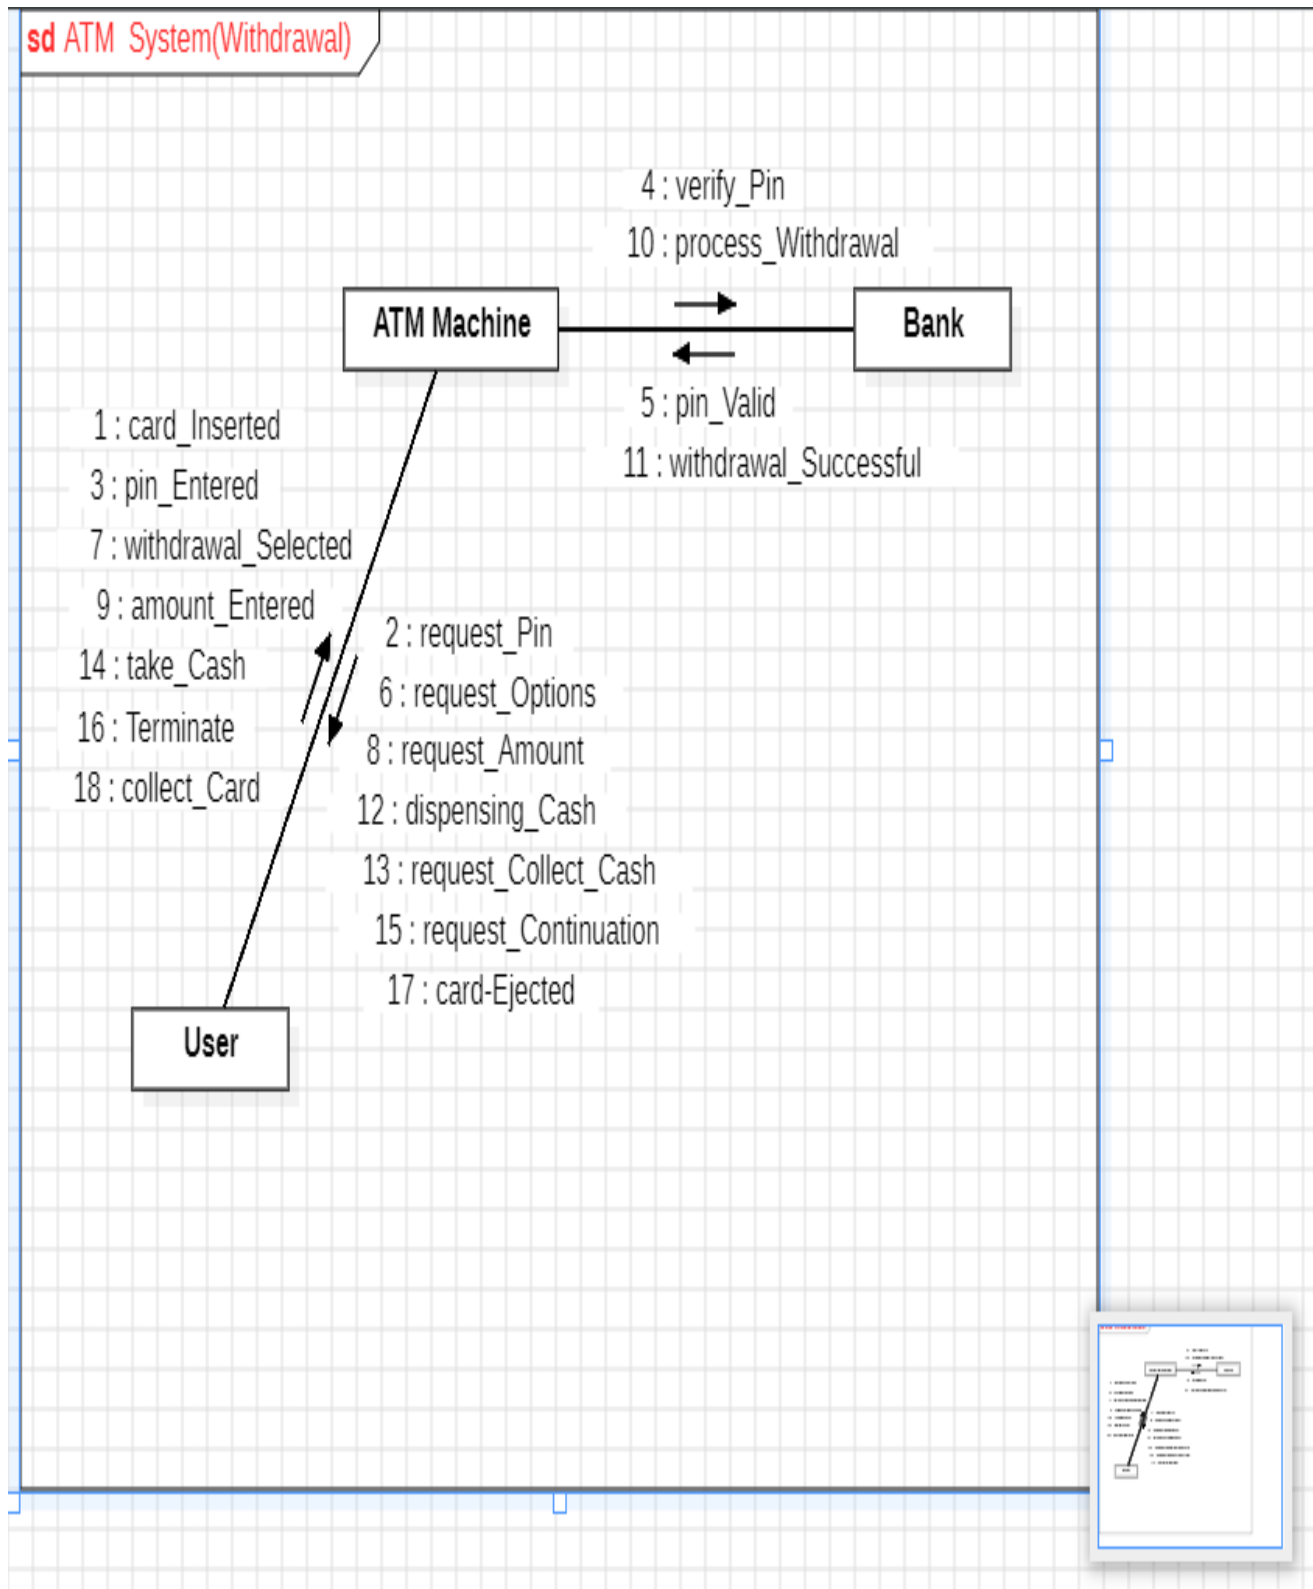 sd ATM System(Withdrawal)
4 : verify_Pin
10 : process_Withdrawal
ATM Machine
Bank
5 : pin_Valid
11 : withdrawal_Successful
1 : card_Inserted
3 : pin_Entered
7 : withdrawal_Selected
9 : amount_Entered
14 : take_Cash
16 : Terminate
18 : collect_Card
2 : request_Pin
6 : request_Options
8 : request_Amount
12 : dispensing_Cash
13 : request_Collect_Cash
15 : request_Continuation
17 : card-Ejected
User